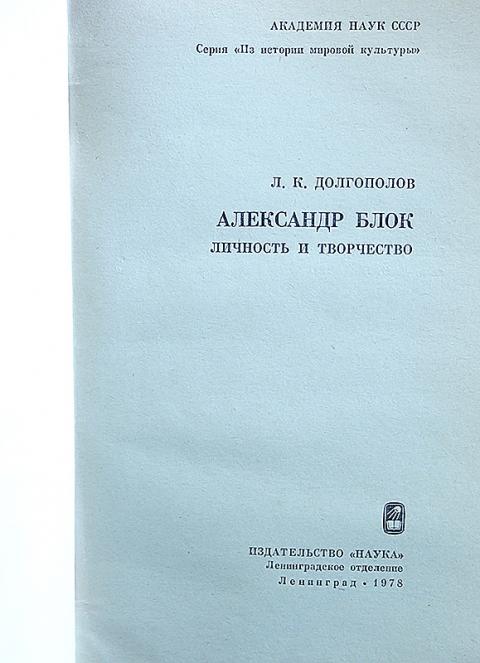 АКАДЕМИЯ НАУК СССР
Серия «Из истории мировой культуры»
Л. К. ДОЛГОПОЛОВ
АЛЕКСАНДР БЛОК
ЛИЧНОСТЬ И ТВОРЧЕСТВО
ИЗДАТЕЛЬСТВО «НАУКА»
Ленинградское отделение
Ленинград • 1978